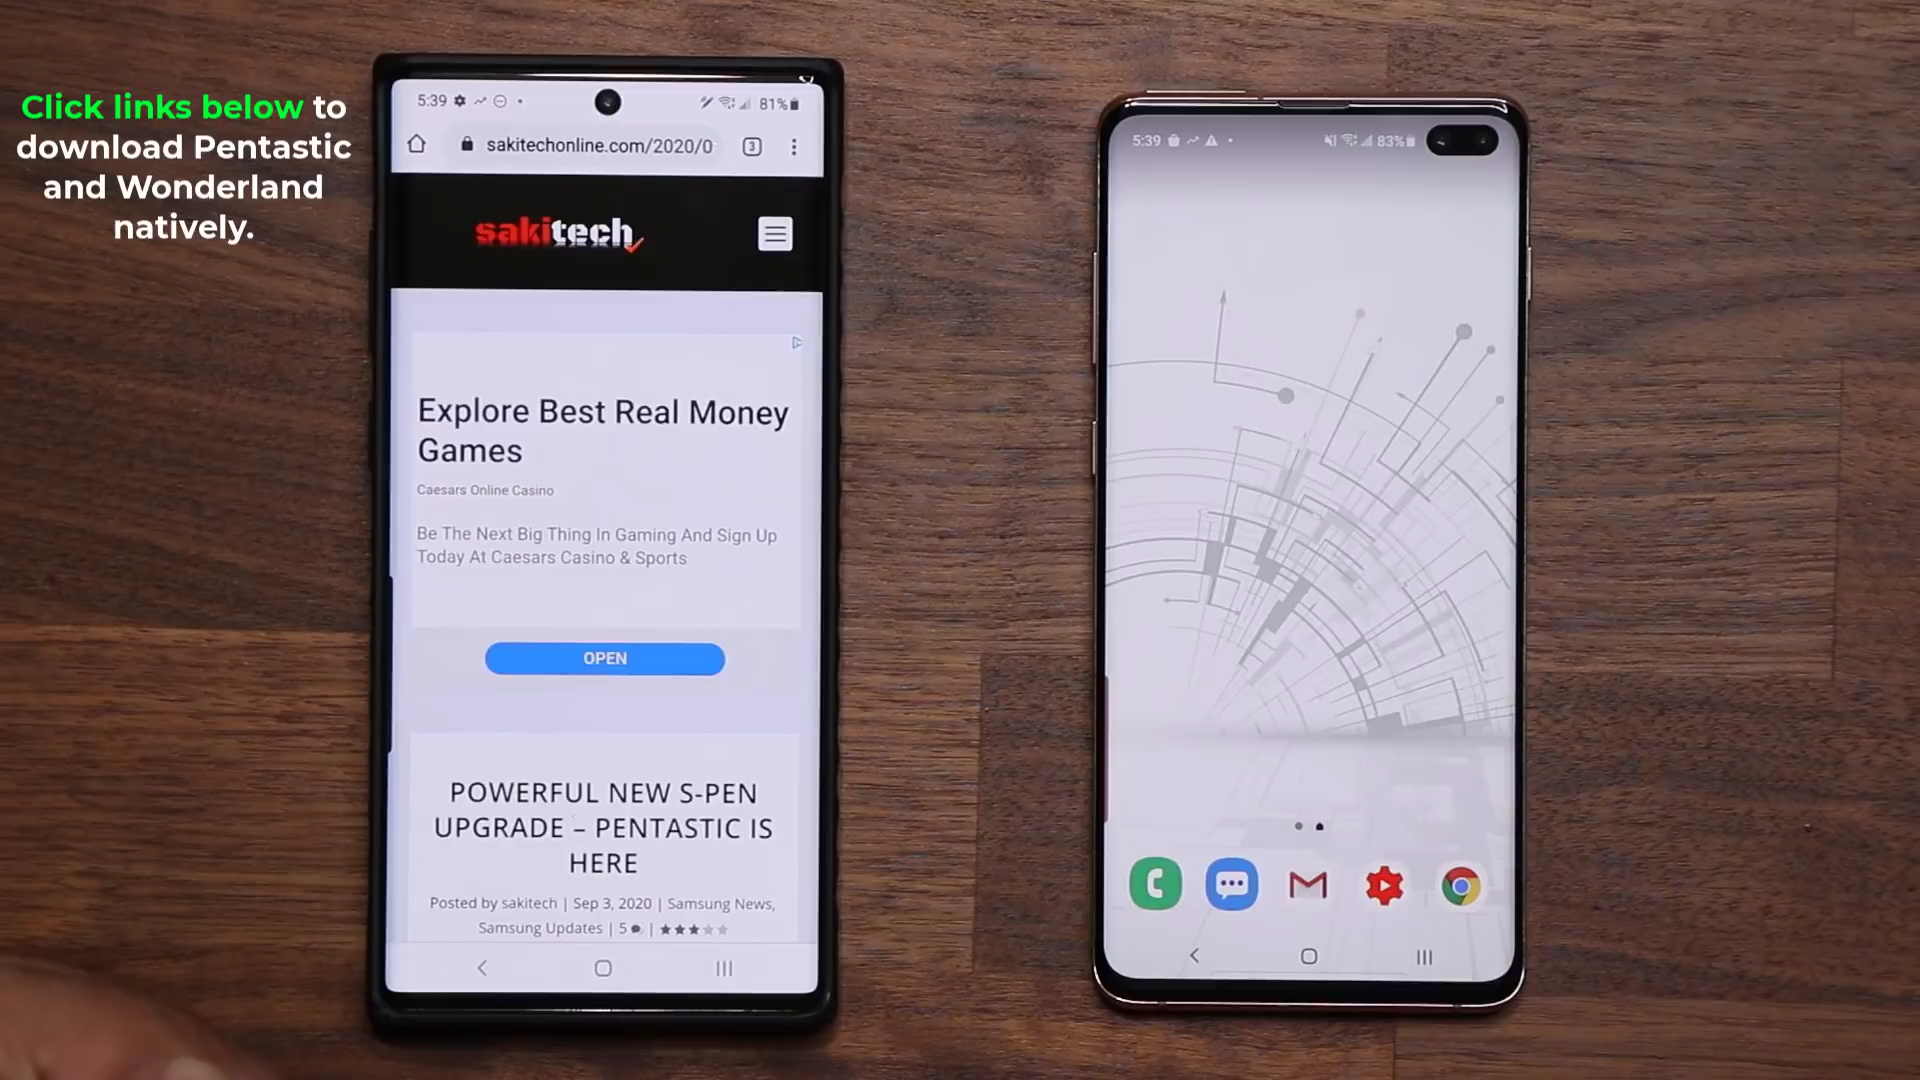 Click links below to
download Pentastic
and Wonderland
natively.
5:39
81%
sakitechonline.com/2020/0
3
sakitech
Explore Best Real Money
Games
Caesars Online Casino
Be The Next Big Thing In Gaming And Sign Up
Today At Caesars Casino & Sports
OPEN
POWERFUL NEW S-PEN
UPGRADE – PENTASTIC IS
HERE
Posted by sakitech | Sep 3, 2020 | Samsung News,
Samsung Updates | 5 | ★★★☆☆
5:39
83%